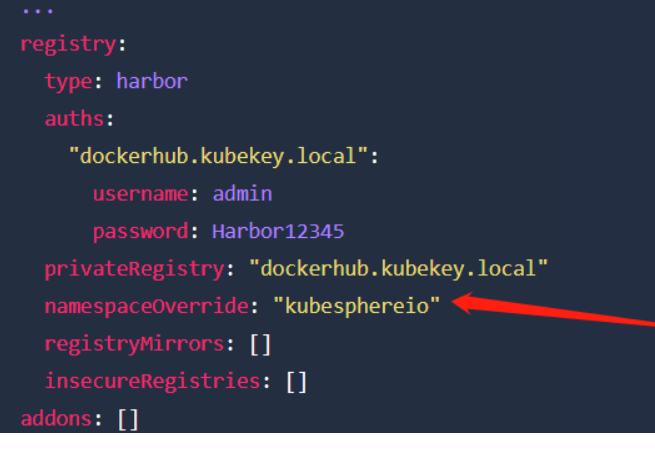 ...
registry:
  type: harbor
  auths:
    "dockerhub.kubekey.local":
      username: admin
      password: Harbor12345
  privateRegistry: "dockerhub.kubekey.local"
  namespaceOverride: "kubesphereio"
  registryMirrors: []
  insecureRegistries: []
addons: []